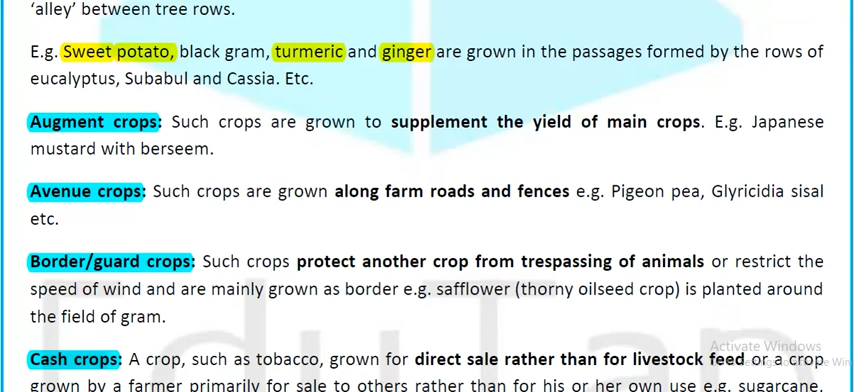 ‘alley’ between tree rows.
E.g. Sweet potato, black gram, turmeric and ginger are grown in the passages formed by the rows of
eucalyptus, Subabul and Cassia. Etc.
Augment crops: Such crops are grown to supplement the yield of main crops. E.g. Japanese
mustard with berseem.
Avenue crops: Such crops are grown along farm roads and fences e.g. Pigeon pea, Glyricidia sisal
etc.
Border/guard crops: Such crops protect another crop from trespassing of animals or restrict the
speed of wind and are mainly grown as border e.g. safflower (thorny oilseed crop) is planted around
the field of gram.
EduTan
Activate Windows
Cash crops: A crop, such as tobacco, grown for direct sale rather than for livestock feed or a crop
grown by a farmer primarily for sale to others rather than for his or her own use e.g. sugarcane,